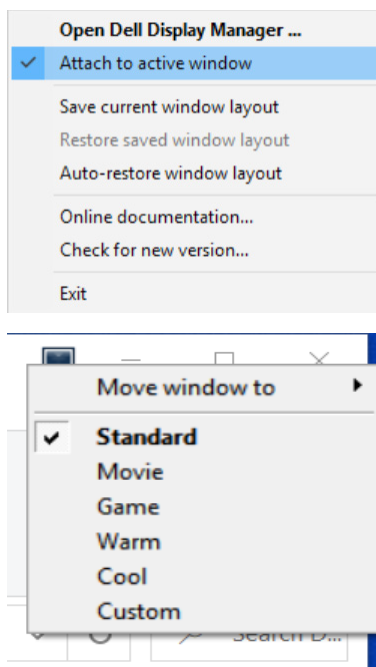 Open Dell Display Manager ...
Attach to active window
Save current window layout
Restore saved window layout
Auto-restore window layout
Online documentation...
Check for new version...
Exit
Move window to
Standard
Movie
Game
Warm
Cool
Custom
Search D...